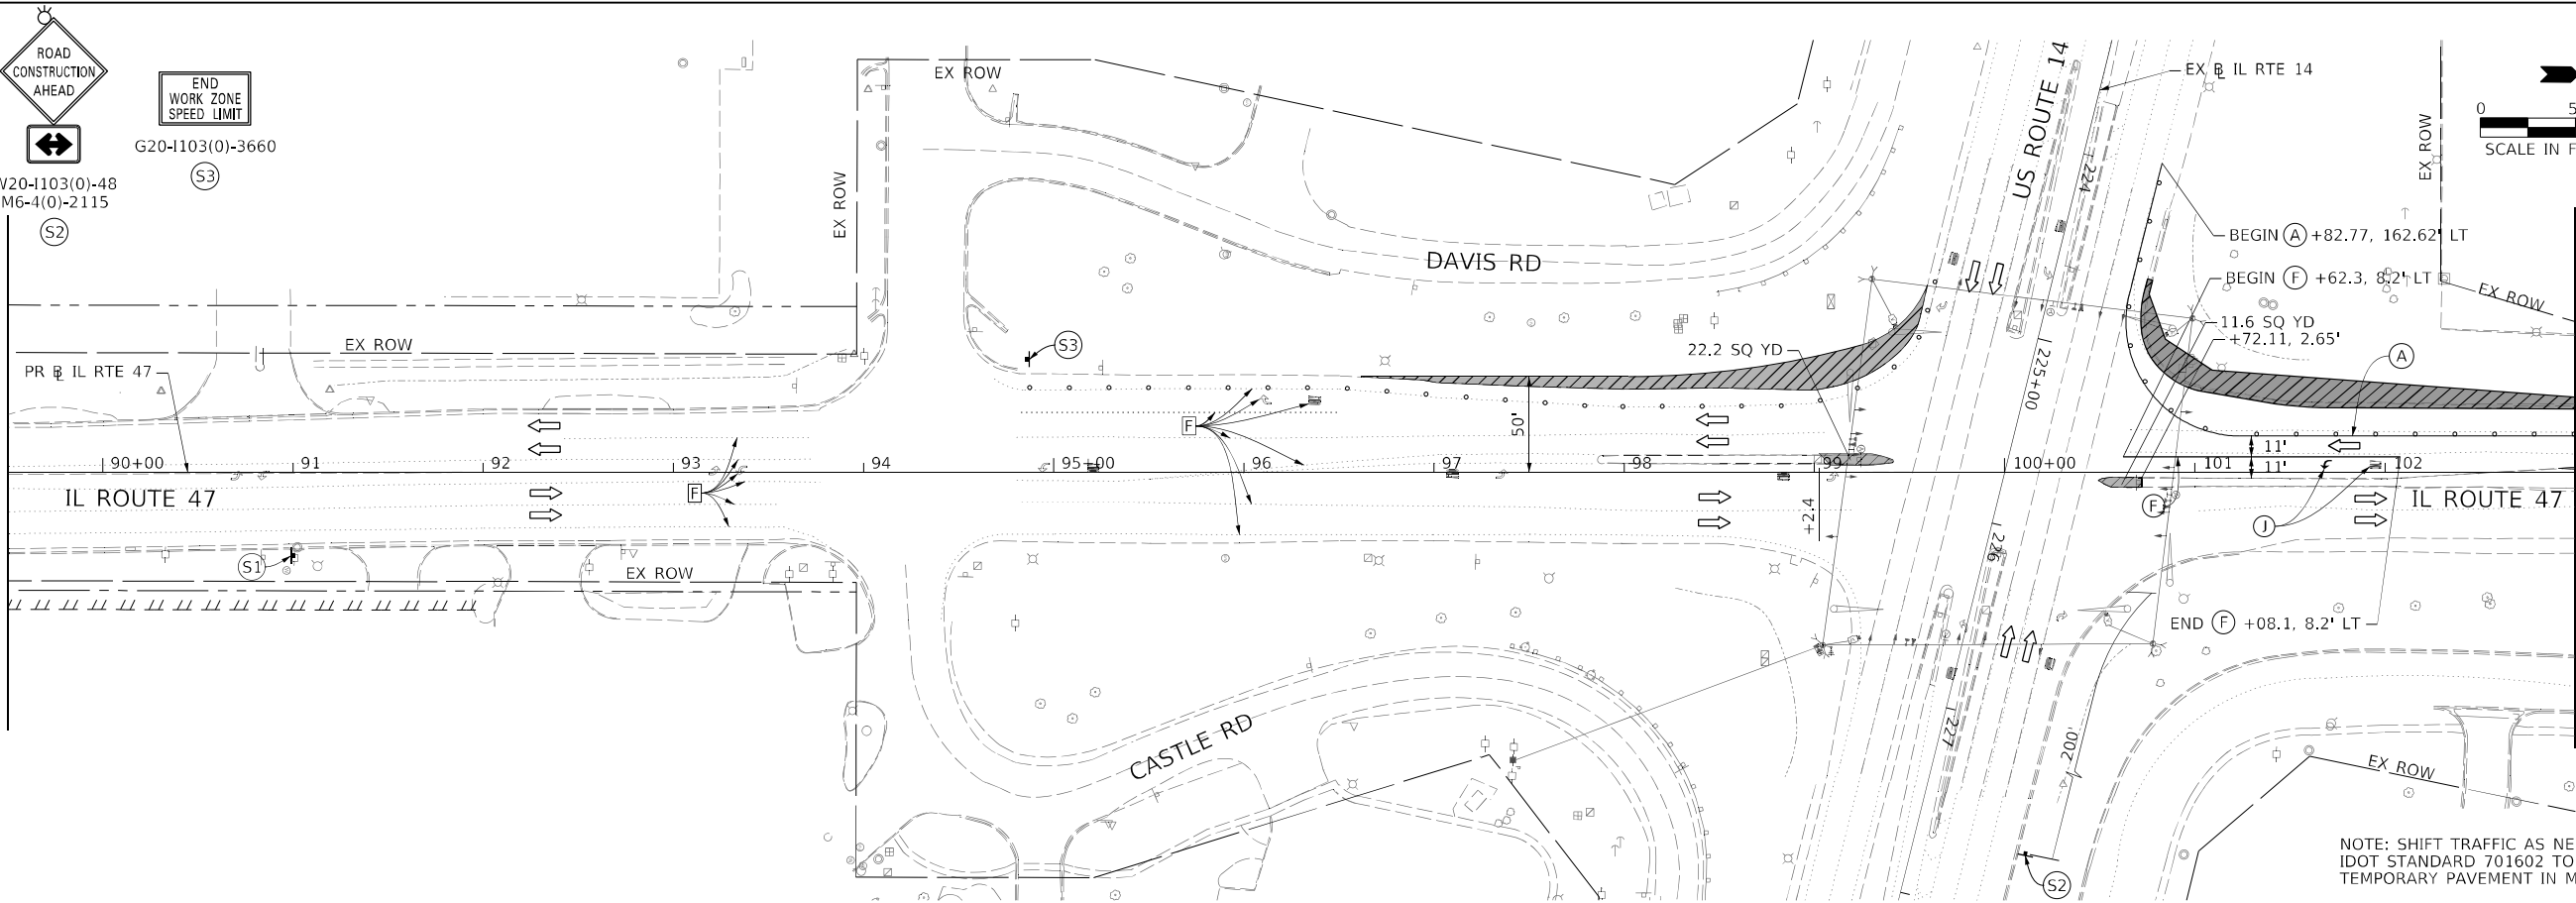 ROAD
CONSTRUCTION
AHEAD
W20-I103(0)-48
M6-4(0)-2115
S2
END
WORK ZONE
SPEED LIMIT
G20-I103(0)-3660
S3
EX ROW
EX ROW
EX ROW
PR BL IL RTE 47
S3
DAVIS RD
US ROUTE 14
EX BL IL RTE 14
224
225+00
226
227
EX ROW
0 5
SCALE IN F
BEGIN A +82.77, 162.62' LT
BEGIN F +62.3, 8.2' LT
EX ROW
11.6 SQ YD
+72.11, 2.65'
A
22.2 SQ YD
50'
F
F
11'
11'
90+00 91 92 93 94 95+00 96 97 98 99 100+00 101 102
IL ROUTE 47
+2.4
F
J
IL ROUTE 47
S1
EX ROW
END F +08.1, 8.2' LT
CASTLE RD
200'
EX ROW
S2
NOTE: SHIFT TRAFFIC AS NE
IDOT STANDARD 701602 TO
TEMPORARY PAVEMENT IN M